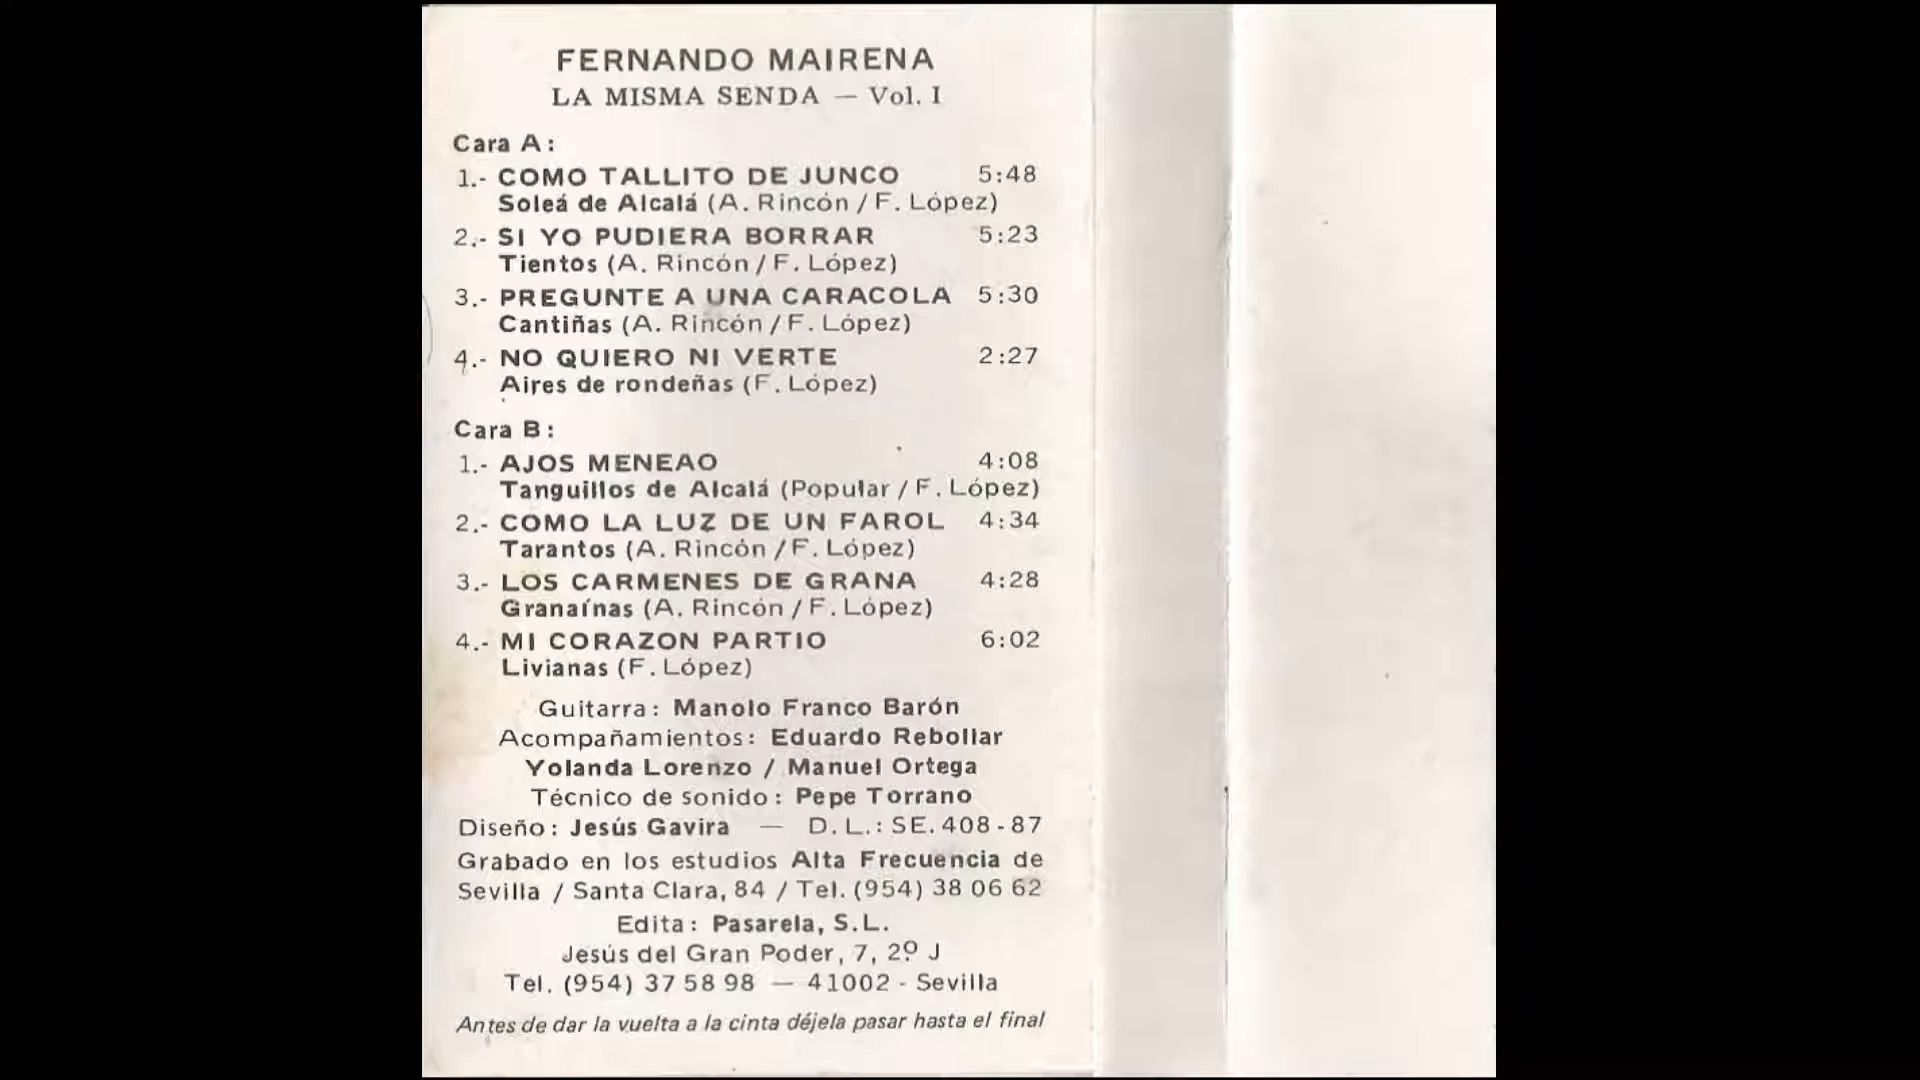 FERNANDO MAIRENA
LA MISMA SENDA — Vol. I
Cara A:
1.- COMO TALLITO DE JUNCO 5:48
Soleá de Alcalá (A. Rincón / F. López)
2.- SI YO PUDIERA BORRAR 5:23
Tientos (A. Rincón / F. López)
3.- PREGUNTE A UNA CARACOLA 5:30
Cantiñas (A. Rincón / F. López)
4.- NO QUIERO NI VERTE 2:27
Aires de rondeñas (F. López)
Cara B:
1.- AJOS MENEAO 4:08
Tanguillos de Alcalá (Popular / F. López)
2.- COMO LA LUZ DE UN FAROL 4:34
Tarantos (A. Rincón / F. López)
3.- LOS CARMENES DE GRANA 4:28
Granaínas (A. Rincón / F. López)
4.- MI CORAZON PARTIO 6:02
Livianas (F. López)
Guitarra: Manolo Franco Barón
Acompañamientos: Eduardo Rebollar
Yolanda Lorenzo / Manuel Ortega
Técnico de sonido: Pepe Torrano
Diseño: Jesús Gavira — D. L.: SE. 408 - 87
Grabado en los estudios Alta Frecuencia de
Sevilla / Santa Clara, 84 / Tel. (954) 38 06 62
Edita: Pasarela, S.L.
Jesús del Gran Poder, 7, 2º J
Tel. (954) 37 58 98 — 41002 - Sevilla
Antes de dar la vuelta a la cinta déjela pasar hasta el final